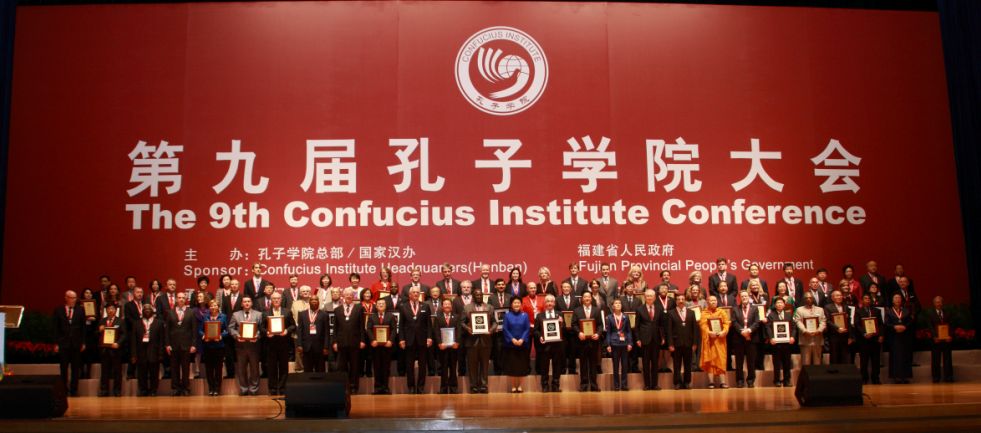 CONFUCIUS INSTITUTE
孔子学院
第九届孔子学院大会
The 9th Confucius Institute Conference
主 办：孔子学院总部/国家汉办
福建省人民政府
Sponsor: Confucius Institute Headquarters(Hanban)
Fujian Provincial People's Government